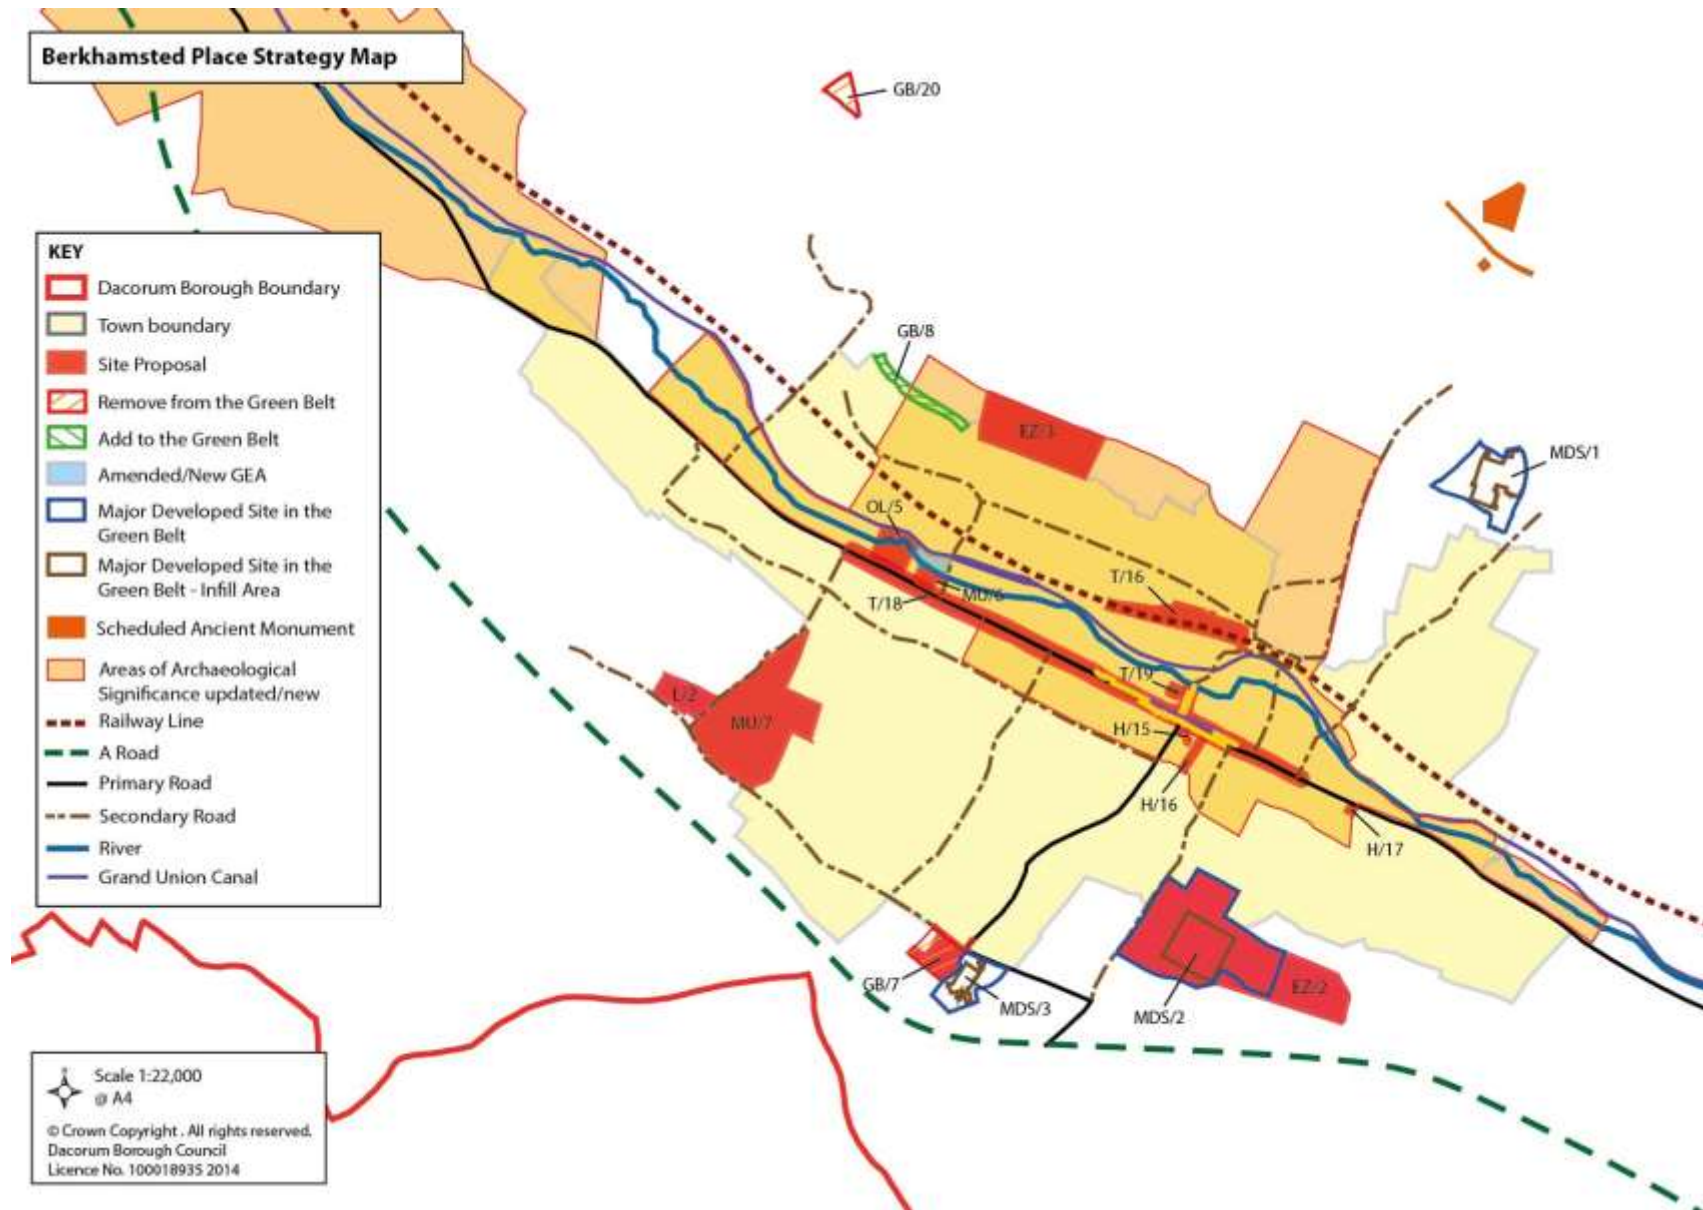 Berkhamsted Place Strategy Map
GB/20
KEY
Dacorum Borough Boundary
Town boundary
Site Proposal
Remove from the Green Belt
Add to the Green Belt
Amended/New GEA
Major Developed Site in the
Green Belt
Major Developed Site in the
Green Belt - Infill Area
Scheduled Ancient Monument
Areas of Archaeological
Significance updated/new
Railway Line
A Road
Primary Road
Secondary Road
River
Grand Union Canal
GB/8
EZ/3
MDS/1
OL/5
T/16
T/18
MU/6
T/19
L/2
MU/7
H/15
H/16
H/17
GB/7
MDS/3
MDS/2
EZ/2
Scale 1:22,000
@ A4
© Crown Copyright . All rights reserved.
Dacorum Borough Council
Licence No. 100018935 2014